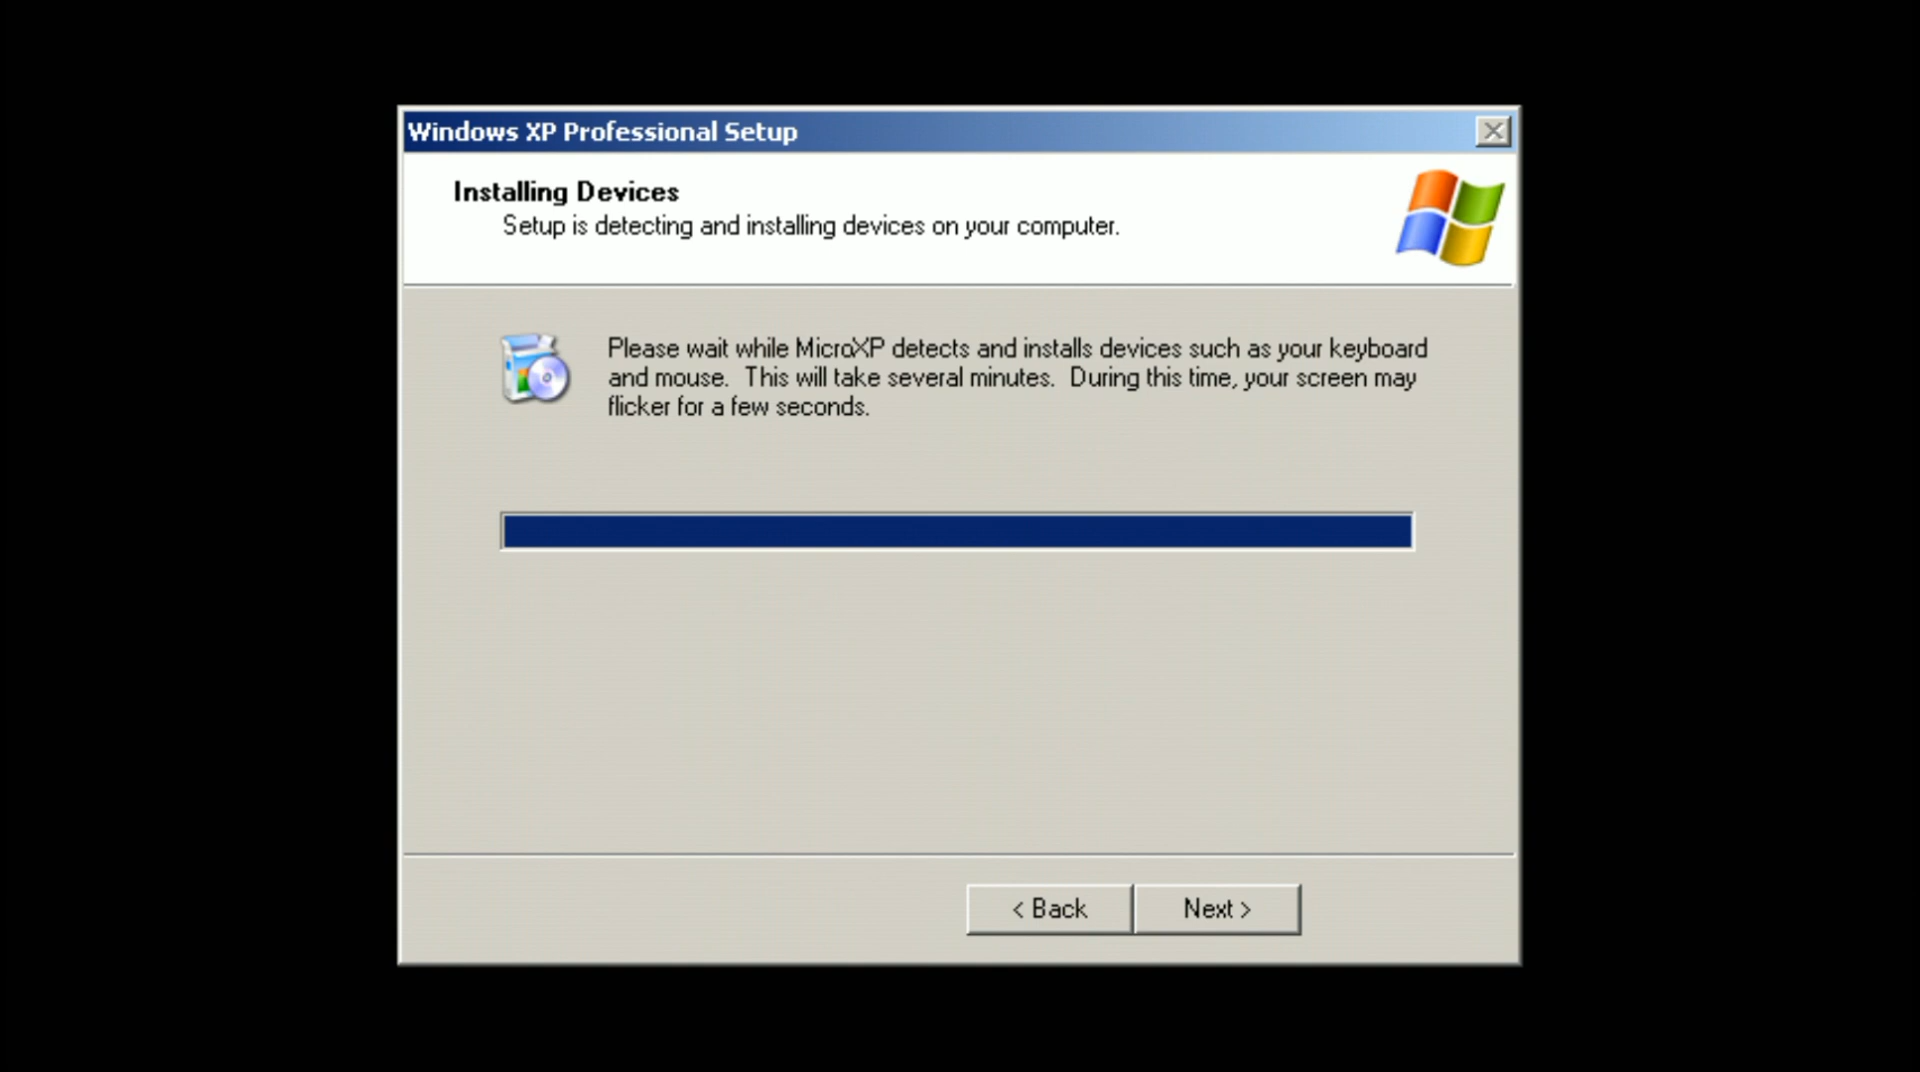 Windows XP Professional Setup
Installing Devices
Setup is detecting and installing devices on your computer.
Please wait while MicroXP detects and installs devices such as your keyboard
and mouse.  This will take several minutes.  During this time, your screen may
flicker for a few seconds.
< Back
Next >